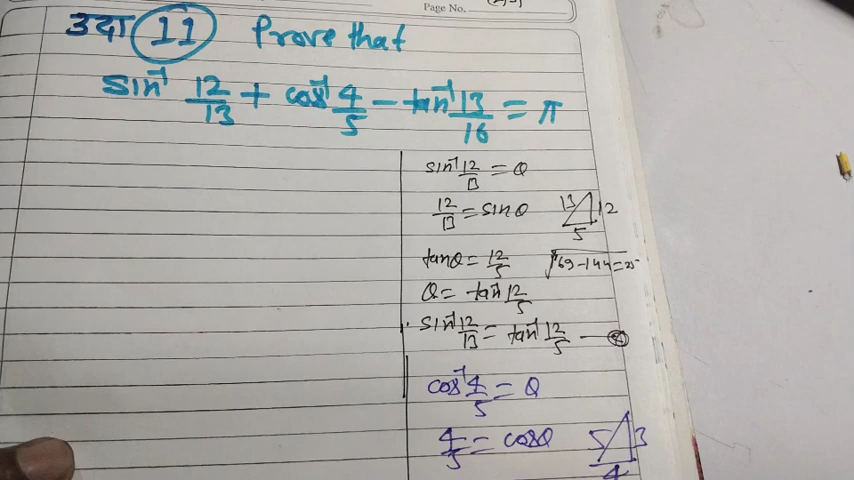 Page No.
उदा 11 Prove that
sin⁻¹ 12/13 + cos⁻¹ 4/5 − tan⁻¹ 13/16 = π
sin⁻¹ 12/13 = θ
12/13 = sinθ 13 12
5
tanθ = 12/5 √169-144=25
θ = tan⁻¹ 12/5
sin⁻¹ 12/13 = tan⁻¹ 12/5
cos⁻¹ 4/5 = θ
4/5 = cosθ 5 3
4